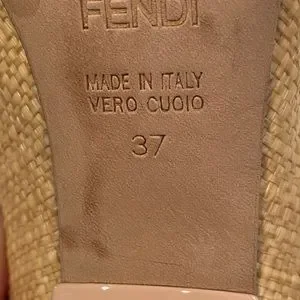 FENDI
MADE IN ITALY
VERO CUOIO
37